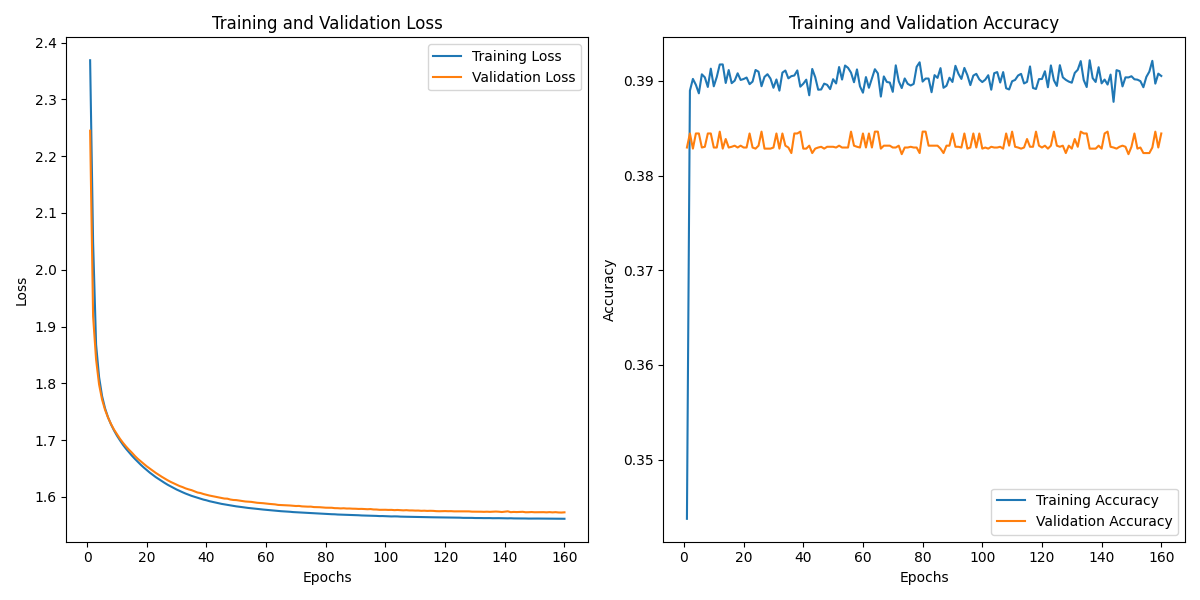 Training and Validation Loss
2.4
2.3
2.2
2.1
2.0
1.9
1.8
1.7
1.6
Loss
0 20 40 60 80 100 120 140 160
Epochs
Training Loss
Validation Loss
Training and Validation Accuracy
0.39
0.38
0.37
0.36
0.35
Accuracy
0 20 40 60 80 100 120 140 160
Epochs
Training Accuracy
Validation Accuracy